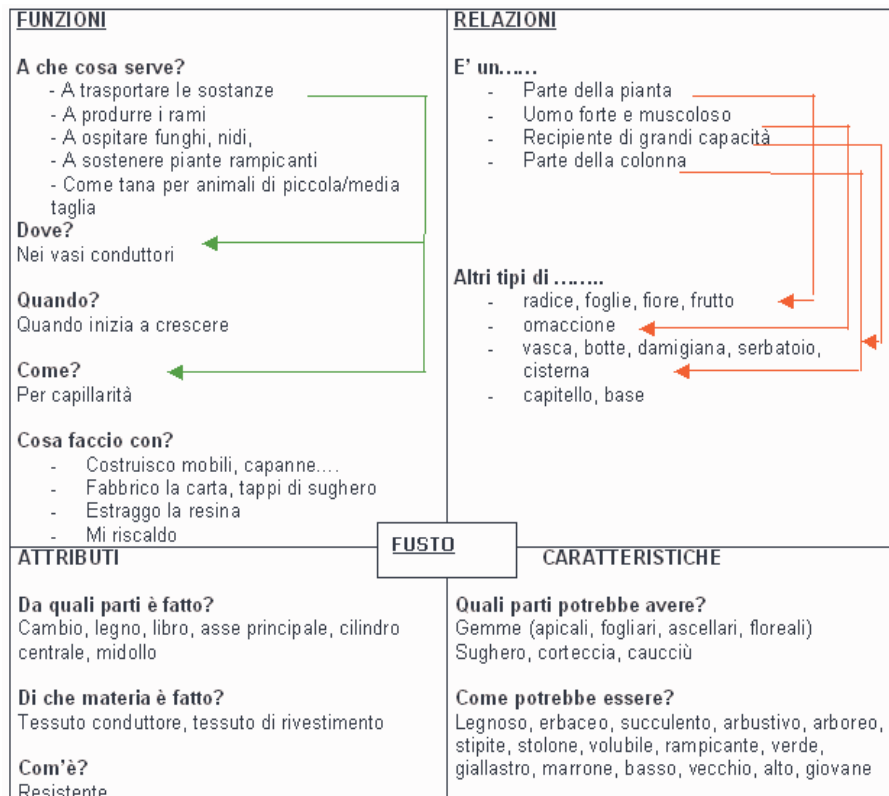 FUNZIONI
A che cosa serve?
- A trasportare le sostanze
- A produrre i rami
- A ospitare funghi, nidi,
- A sostenere piante rampicanti
- Come tana per animali di piccola/media
taglia
Dove?
Nei vasi conduttori
Quando?
Quando inizia a crescere
Come?
Per capillarità
Cosa faccio con?
- Costruisco mobili, capanne....
- Fabbrico la carta, tappi di sughero
- Estraggo la resina
- Mi riscaldo
RELAZIONI
E' un......
- Parte della pianta
- Uomo forte e muscoloso
- Recipiente di grandi capacità
- Parte della colonna
Altri tipi di ........
- radice, foglie, fiore, frutto
- omaccione
- vasca, botte, damigiana, serbatoio,
cisterna
- capitello, base
FUSTO
ATTRIBUTI
Da quali parti è fatto?
Cambio, legno, libro, asse principale, cilindro
centrale, midollo
Di che materia è fatto?
Tessuto conduttore, tessuto di rivestimento
Com'è?
Resistente
CARATTERISTICHE
Quali parti potrebbe avere?
Gemme (apicali, fogliari, ascellari, floreali)
Sughero, corteccia, caucciù
Come potrebbe essere?
Legnoso, erbaceo, succulento, arbustivo, arboreo,
stipite, stolone, volubile, rampicante, verde,
giallastro, marrone, basso, vecchio, alto, giovane